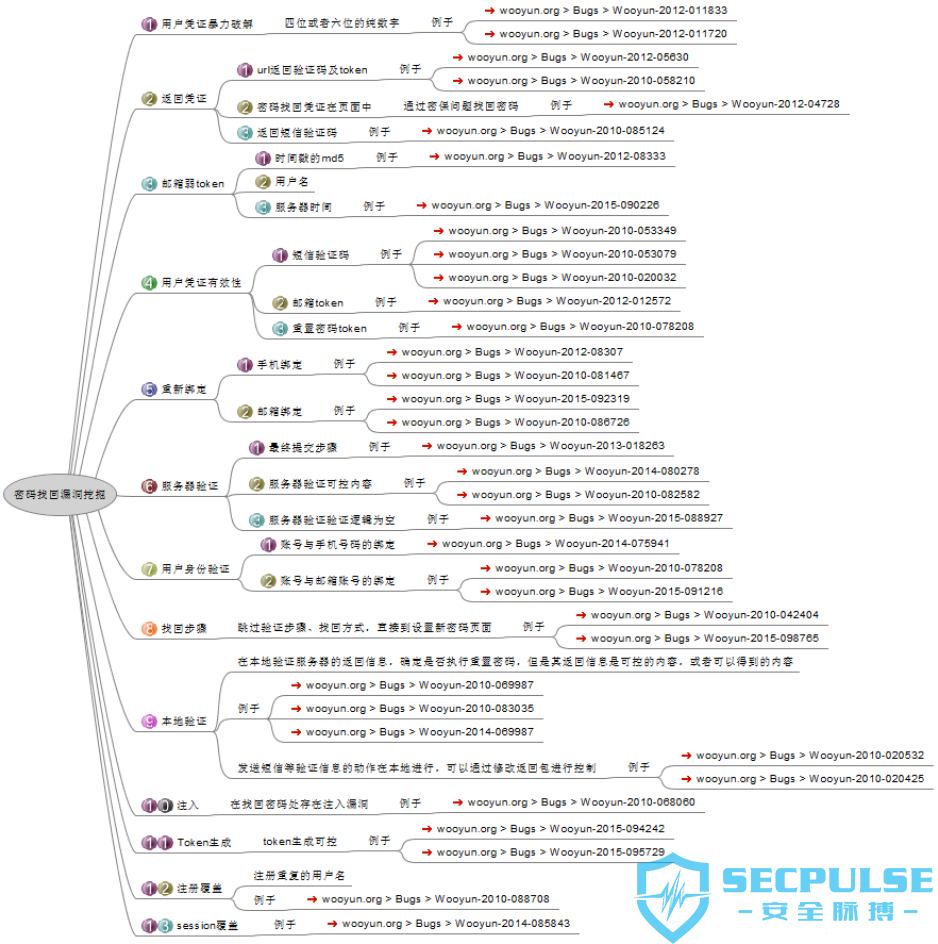 密码找回漏洞挖掘
1 用户凭证暴力破解
四位或者六位的纯数字
例子
wooyun.org > Bugs > Wooyun-2012-011833
wooyun.org > Bugs > Wooyun-2012-011720
2 返回凭证
1 url返回验证码及token
例子
wooyun.org > Bugs > Wooyun-2012-05630
wooyun.org > Bugs > Wooyun-2010-058210
2 密码找回凭证在页面中
通过密保问题找回密码
例子
wooyun.org > Bugs > Wooyun-2012-04728
3 返回短信验证码
例子
wooyun.org > Bugs > Wooyun-2010-085124
3 邮箱弱token
1 时间戳的md5
例子
wooyun.org > Bugs > Wooyun-2012-08333
2 用户名
3 服务器时间
例子
wooyun.org > Bugs > Wooyun-2015-090226
4 用户凭证有效性
1 短信验证码
例子
wooyun.org > Bugs > Wooyun-2010-053349
wooyun.org > Bugs > Wooyun-2010-053079
wooyun.org > Bugs > Wooyun-2010-020032
2 邮箱token
例子
wooyun.org > Bugs > Wooyun-2012-012572
3 重置密码token
例子
wooyun.org > Bugs > Wooyun-2010-078208
5 重新绑定
1 手机绑定
例子
wooyun.org > Bugs > Wooyun-2012-08307
wooyun.org > Bugs > Wooyun-2010-081467
2 邮箱绑定
例子
wooyun.org > Bugs > Wooyun-2015-092319
wooyun.org > Bugs > Wooyun-2010-086726
6 服务器验证
1 最终提交步骤
例子
wooyun.org > Bugs > Wooyun-2013-018263
2 服务器验证可控内容
例子
wooyun.org > Bugs > Wooyun-2014-080278
wooyun.org > Bugs > Wooyun-2010-082582
3 服务器验证验证逻辑为空
例子
wooyun.org > Bugs > Wooyun-2015-088927
7 用户身份验证
1 账号与手机号码的绑定
wooyun.org > Bugs > Wooyun-2014-075941
2 账号与邮箱账号的绑定
例子
wooyun.org > Bugs > Wooyun-2010-078208
wooyun.org > Bugs > Wooyun-2015-091216
8 找回步骤
跳过验证步骤、找回方式，直接到设置新密码页面
例子
wooyun.org > Bugs > Wooyun-2010-042404
wooyun.org > Bugs > Wooyun-2015-098765
9 本地验证
在本地验证服务器的返回信息，确定是否执行重置密码，但是其返回信息是可控的内容，或者可以得到的内容
例子
wooyun.org > Bugs > Wooyun-2010-069987
wooyun.org > Bugs > Wooyun-2010-083035
wooyun.org > Bugs > Wooyun-2014-069987
发送短信等验证信息的动作在本地进行，可以通过修改返回包进行控制
例子
wooyun.org > Bugs > Wooyun-2010-020532
wooyun.org > Bugs > Wooyun-2010-020425
10 注入
在找回密码处存在注入漏洞
例子
wooyun.org > Bugs > Wooyun-2010-068060
11 Token生成
token生成可控
例子
wooyun.org > Bugs > Wooyun-2015-094242
wooyun.org > Bugs > Wooyun-2015-095729
12 注册覆盖
注册重复的用户名
例子
wooyun.org > Bugs > Wooyun-2010-088708
13 session覆盖
例子
wooyun.org > Bugs > Wooyun-2014-085843
SECPULSE
安全脉搏